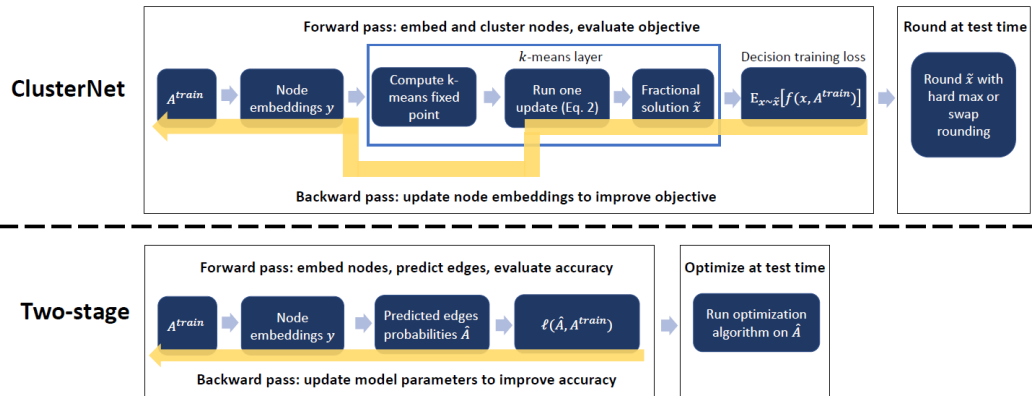 Forward pass: embed and cluster nodes, evaluate objective
Round at test time
ClusterNet
k-means layer
Decision training loss
A^train
Node
embeddings y
Compute k-
means fixed
point
Run one
update (Eq. 2)
Fractional
solution x̃
E_x~x̃[f(x, A^train)]
Round x̃ with
hard max or
swap
rounding
Backward pass: update node embeddings to improve objective
Two-stage
Forward pass: embed nodes, predict edges, evaluate accuracy
Optimize at test time
A^train
Node
embeddings y
Predicted edges
probabilities Â
ℓ(Â, A^train)
Run optimization
algorithm on Â
Backward pass: update model parameters to improve accuracy